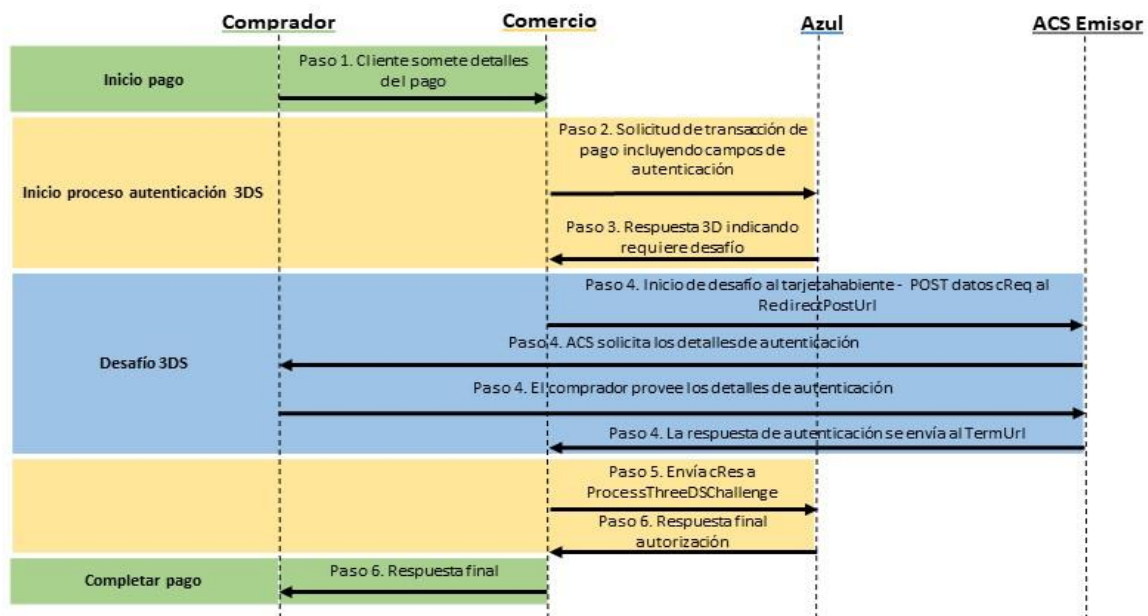 Comprador
Comercio
Azul
ACS Emisor
Inicio pago
Paso 1. Cliente somete detalles
del pago
Paso 2. Solicitud de transacción de
pago incluyendo campos de
autenticación
Inicio proceso autenticación 3DS
Paso 3. Respuesta 3D indicando
requiere desafío
Paso 4. Inicio de desafío al tarjetahabiente - POST datos cReq al
RedirectPostUrl
Paso 4. ACS solicita los detalles de autenticación
Desafío 3DS
Paso 4. El comprador provee los detalles de autenticación
Paso 4. La respuesta de autenticación se envía al TermUrl
Paso 5. Envía cRes a
ProcessThreeDSChallenge
Paso 6. Respuesta final
autorización
Completar pago
Paso 6. Respuesta final